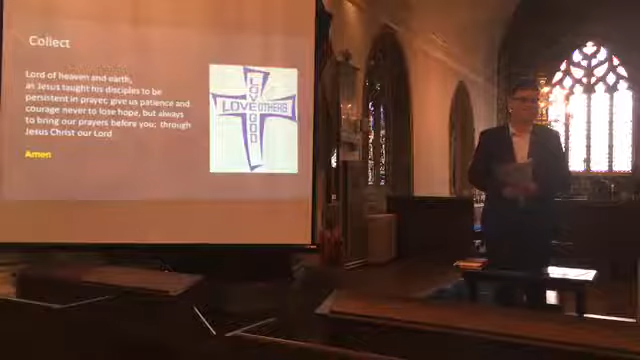 Collect
Lord of heaven and earth,
as Jesus taught his disciples to be
persistent in prayer, give us patience and
courage never to lose hope, but always
to bring our prayers before you; through
Jesus Christ our Lord
Amen
LOVE GOD
LOVE OTHERS